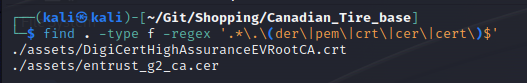 ┌──(kali㉿kali)-[~/Git/Shopping/Canadian_Tire_base]
└─$ find . -type f -regex '.*\.\(der\|pem\|crt\|cer\|cert\)$'
./assets/DigiCertHighAssuranceEVRootCA.crt
./assets/entrust_g2_ca.cer